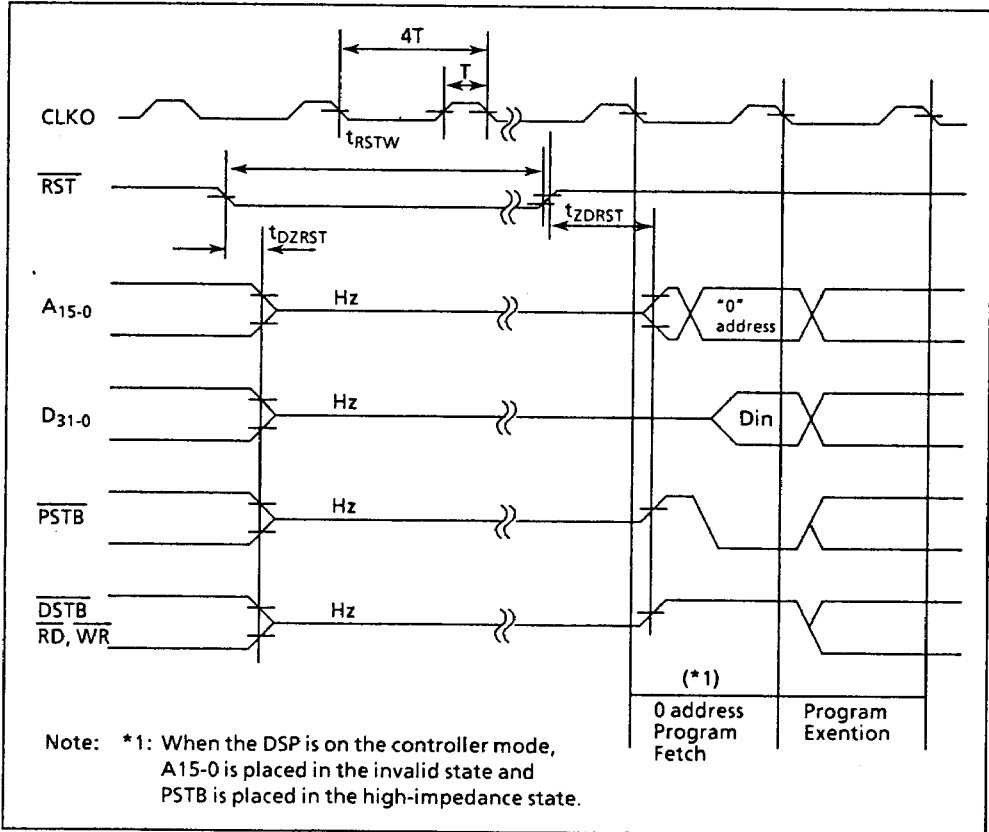 4T
T
CLKO
tRSTW
RST
tZDRST
tDZRST
A15-0
Hz
"0"
address
D31-0
Hz
Din
PSTB
Hz
DSTB
RD, WR
Hz
(*1)
0 address
Program
Fetch
Program
Exention
Note: *1: When the DSP is on the controller mode,
A15-0 is placed in the invalid state and
PSTB is placed in the high-impedance state.